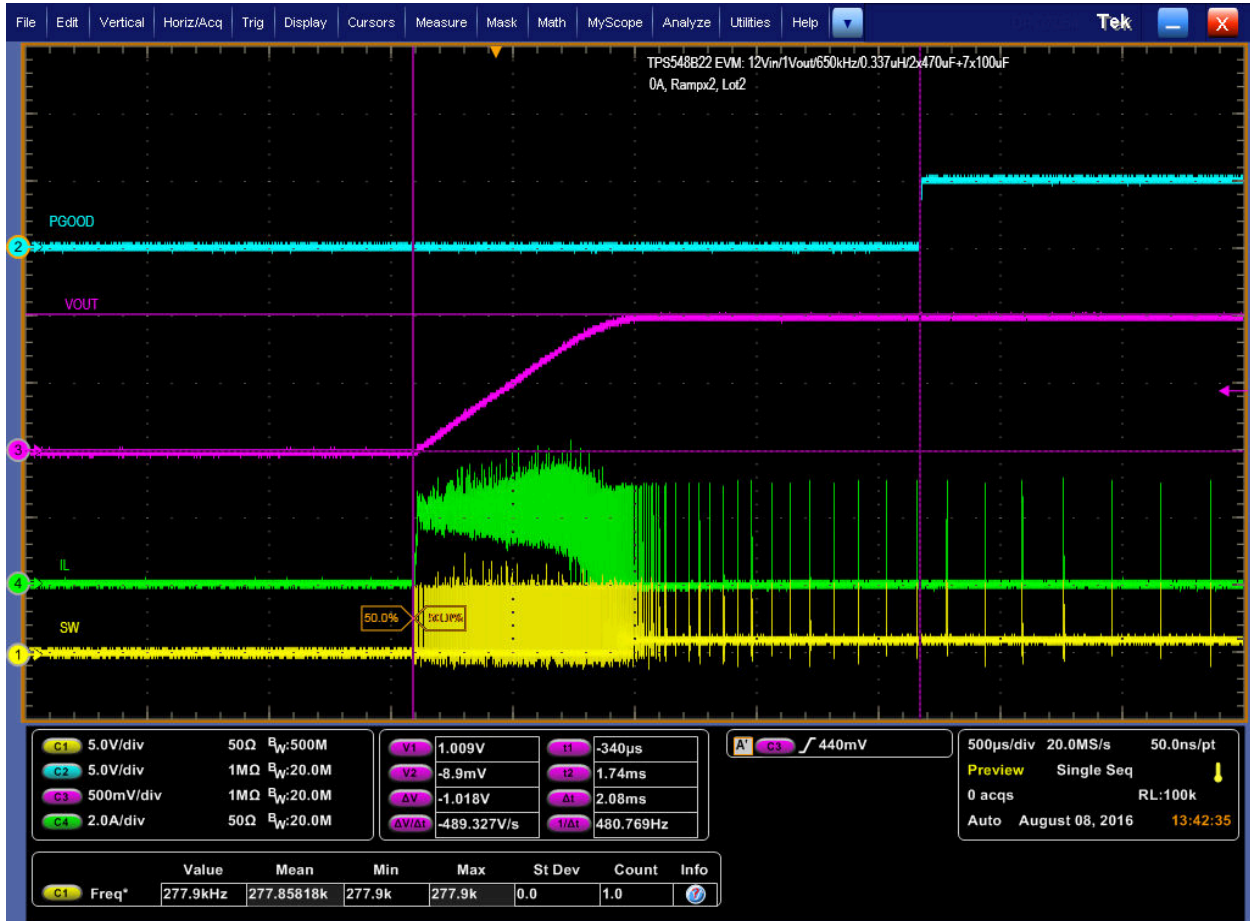 File Edit Vertical Horiz/Acq Trig Display Cursors Measure Mask Math MyScope Analyze Utilities Help Tek X
TPS548B22 EVM: 12Vin/1Vout/650kHz/0.337uH/2x470uF+7x100uF
0A, Rampx2, Lot2
PGOOD
2
VOUT
3
IL
4
50.0%
SW
1
C1 5.0V/div 50Ω BW:500M
C2 5.0V/div 1MΩ BW:20.0M
C3 500mV/div 1MΩ BW:20.0M
C4 2.0A/div 50Ω BW:20.0M
V1 1.009V t1 -340µs
V2 -8.9mV t2 1.74ms
ΔV -1.018V Δt 2.08ms
ΔV/Δt -489.327V/s 1/Δt 480.769Hz
A' C3 440mV
500µs/div 20.0MS/s 50.0ns/pt
Preview Single Seq
0 acqs RL:100k
Auto August 08, 2016 13:42:35
Value Mean Min Max St Dev Count Info
C1 Freq* 277.9kHz 277.85818k 277.9k 277.9k 0.0 1.0 ?